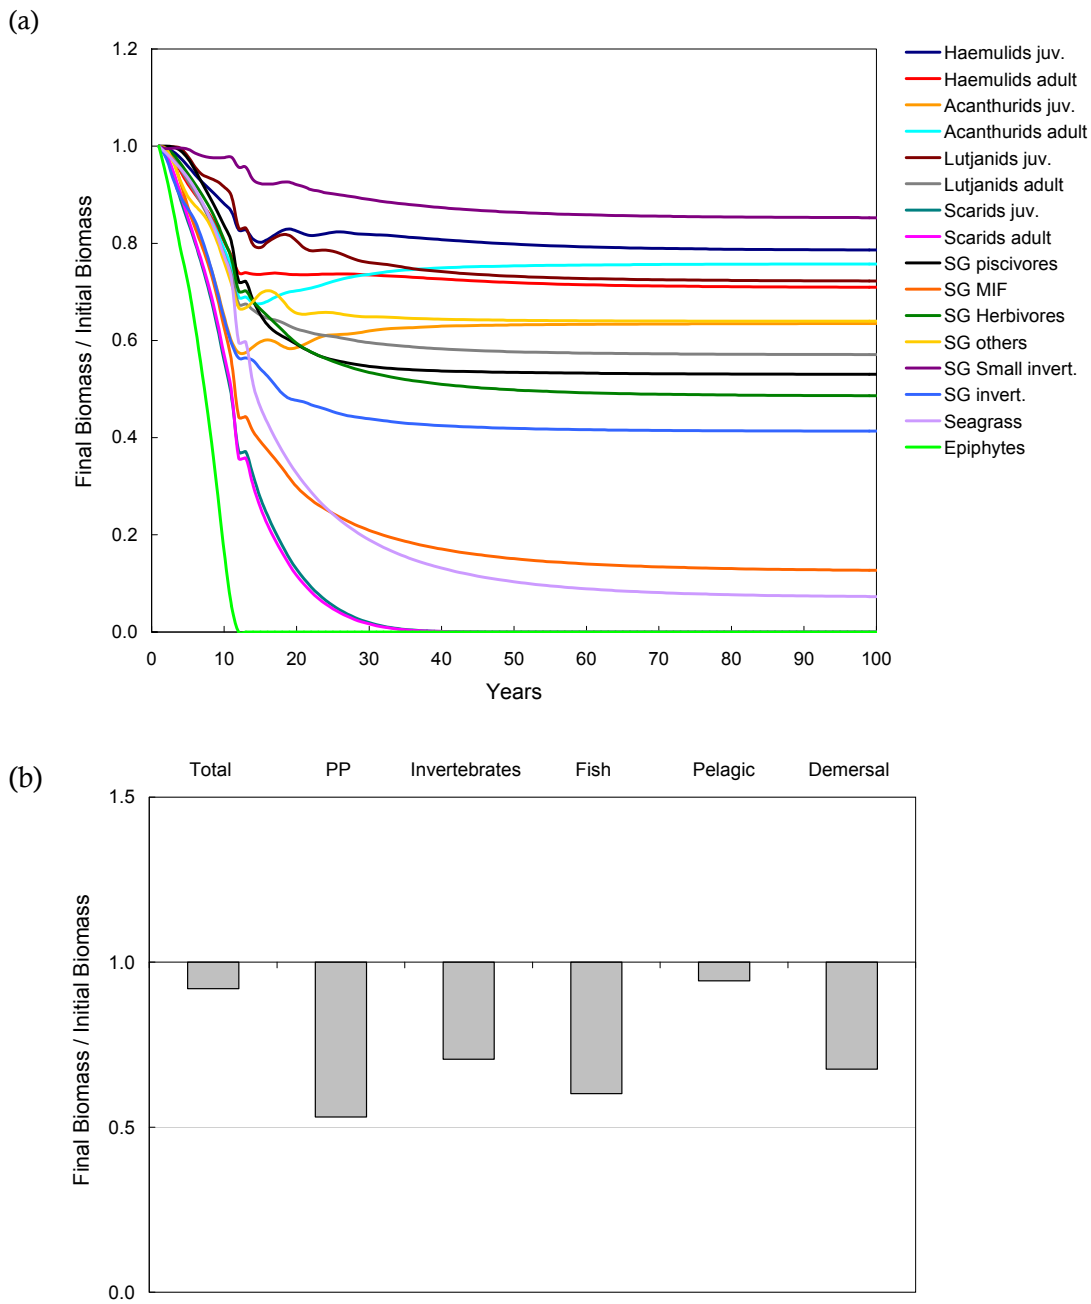 (a)
1.2
1.0
0.8
0.6
0.4
0.2
0.0
Final Biomass / Initial Biomass
0 10 20 30 40 50 60 70 80 90 100
Years
Haemulids juv.
Haemulids adult
Acanthurids juv.
Acanthurids adult
Lutjanids juv.
Lutjanids adult
Scarids juv.
Scarids adult
SG piscivores
SG MIF
SG Herbivores
SG others
SG Small invert.
SG invert.
Seagrass
Epiphytes
(b)
Total PP Invertebrates Fish Pelagic Demersal
1.5
1.0
0.5
0.0
Final Biomass / Initial Biomass